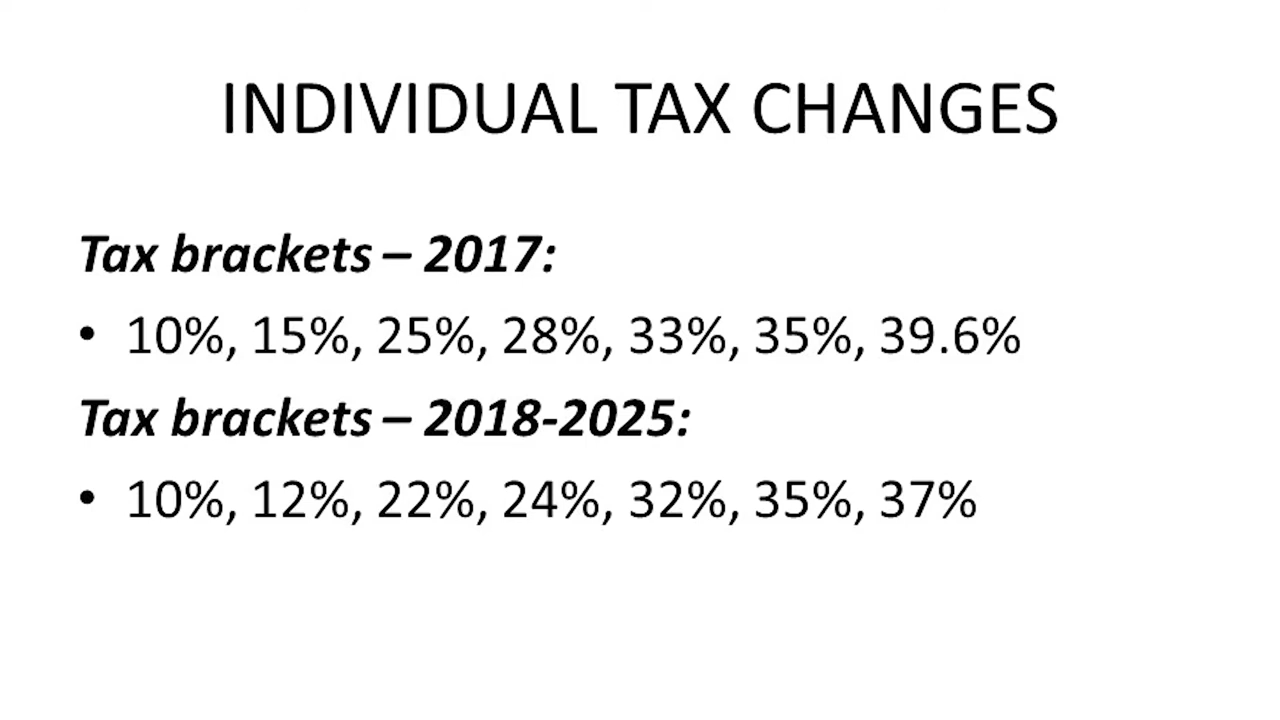 INDIVIDUAL TAX CHANGES
Tax brackets – 2017:
• 10%, 15%, 25%, 28%, 33%, 35%, 39.6%
Tax brackets – 2018-2025:
• 10%, 12%, 22%, 24%, 32%, 35%, 37%